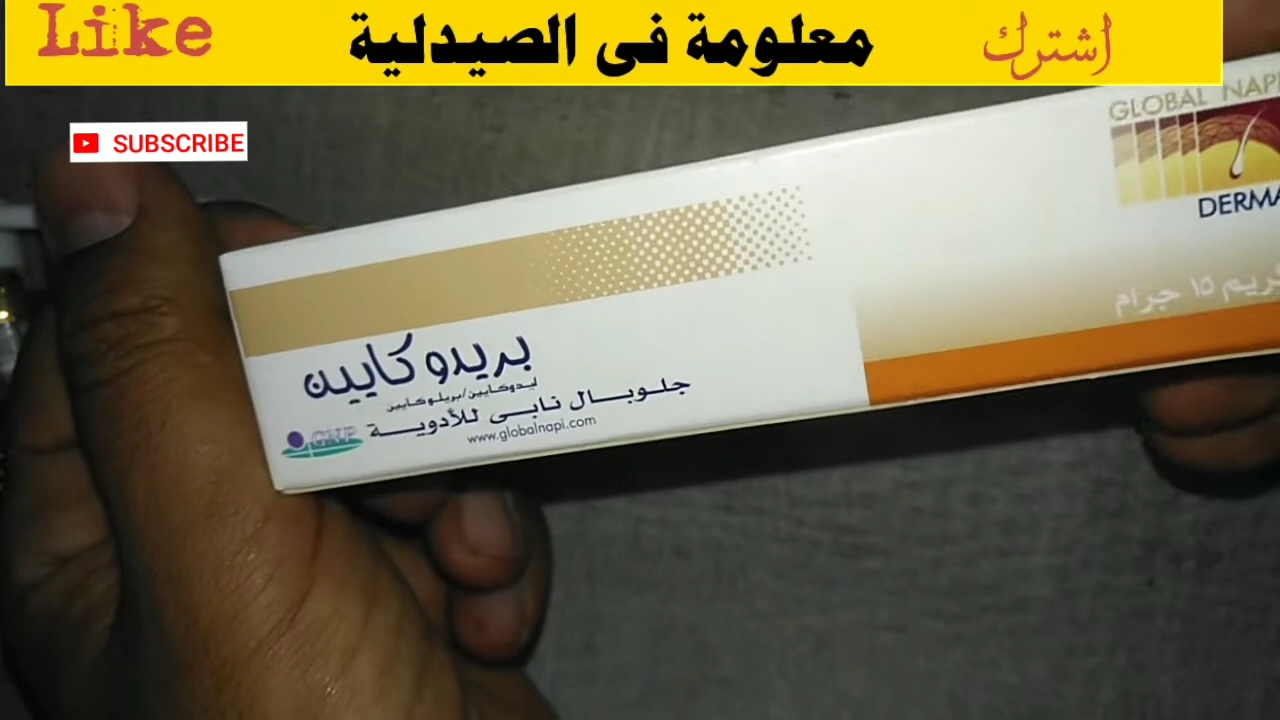 Like
معلومة فى الصيدلية
اشترك
SUBSCRIBE
GLOBAL NAPI
DERMA
كريم ١٥ جرام
بريدوكايين
ليدوكايين/بريلوكايين
جلوبال نابى للأدوية
GNP
www.globalnapi.com